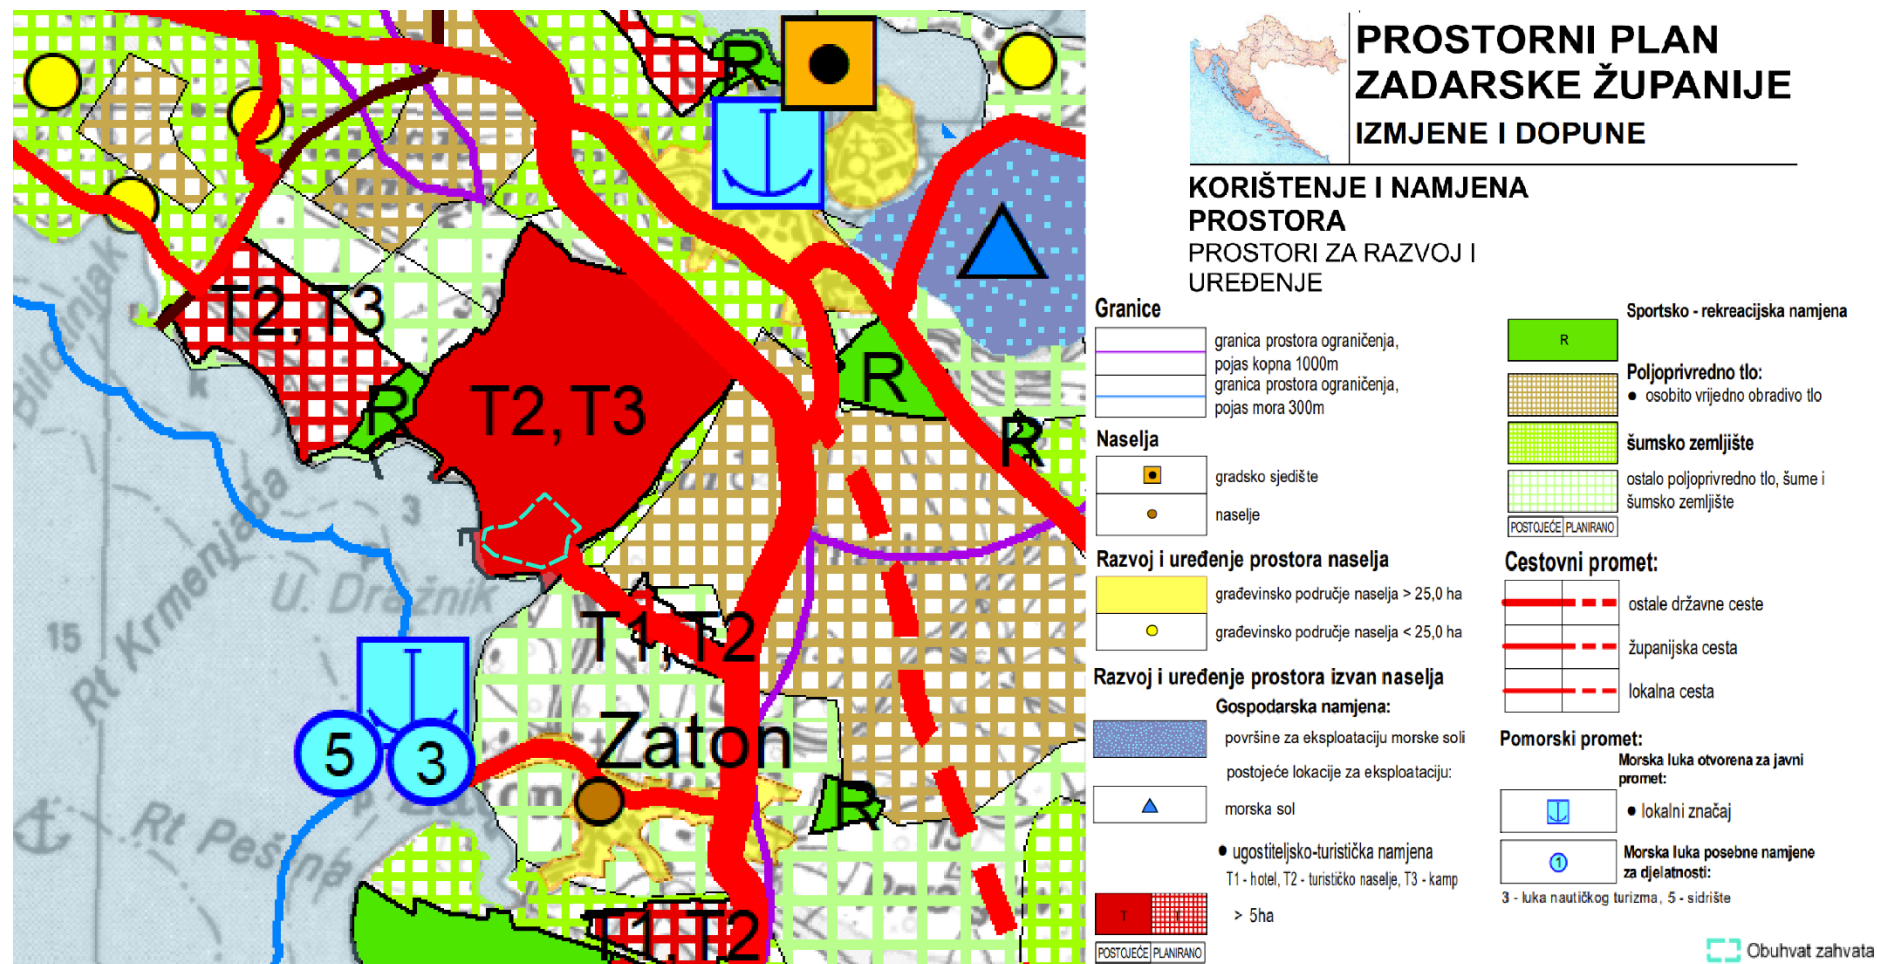 R
T2,T3
T2,T3
R
R
R
T1,T2
Zaton
5
3
R
T1,T2
Bilotinjak
Rt Krmenjača
3
U. Dražnik
15
Rt Pešina
PROSTORNI PLAN
ZADARSKE ŽUPANIJE
IZMJENE I DOPUNE
KORIŠTENJE I NAMJENA
PROSTORA
PROSTORI ZA RAZVOJ I
UREĐENJE
Granice
granica prostora ograničenja,
pojas kopna 1000m
granica prostora ograničenja,
pojas mora 300m
Naselja
gradsko sjedište
naselje
Razvoj i uređenje prostora naselja
građevinsko područje naselja > 25,0 ha
građevinsko područje naselja < 25,0 ha
Razvoj i uređenje prostora izvan naselja
Gospodarska namjena:
površine za eksploataciju morske soli
postojeće lokacije za eksploataciju:
morska sol
● ugostiteljsko-turistička namjena
T1 - hotel, T2 - turističko naselje, T3 - kamp
T T
> 5ha
POSTOJEĆE PLANIRANO
Sportsko - rekreacijska namjena
R
Poljoprivredno tlo:
● osobito vrijedno obradivo tlo
šumsko zemljište
ostalo poljoprivredno tlo, šume i
šumsko zemljište
POSTOJEĆE PLANIRANO
Cestovni promet:
ostale državne ceste
županijska cesta
lokalna cesta
Pomorski promet:
Morska luka otvorena za javni
promet:
● lokalni značaj
1
Morska luka posebne namjene
za djelatnosti:
3 - luka nautičkog turizma, 5 - sidrište
Obuhvat zahvata